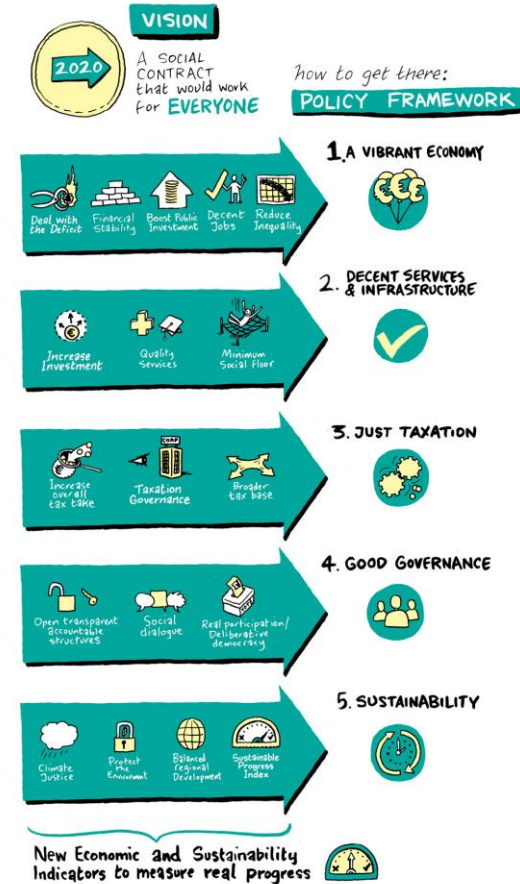 VISION
2020
A SOCIAL
CONTRACT
that would work
for EVERYONE
how to get there:
POLICY FRAMEWORK
1. A VIBRANT ECONOMY
€€€
Deal with
the Deficit
Financial
Stability
Boost Public
Investment
Decent
Jobs
Reduce
Inequality
2. DECENT SERVICES
& INFRASTRUCTURE
€
Increase
Investment
Quality
Services
Minimum
Social Floor
3. JUST TAXATION
CORP
Increase
overall
tax take
Taxation
Governance
Broader
tax base
4. GOOD GOVERNANCE
Open transparent
accountable
structures
Social
dialogue
Real participation/
Deliberative
democracy
5. SUSTAINABILITY
Climate
Justice
Protect
the
Enviroment
Balanced
regional
Development
Sustainable
Progress
Index
New Economic and Sustainability
Indicators to measure real progress